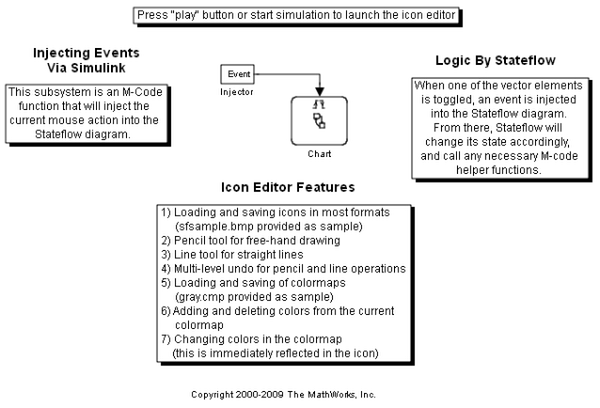 Press "play" button or start simulation to launch the icon editor
Injecting Events
Via Simulink
This subsystem is an M-Code
function that will inject the
current mouse action into the
Stateflow diagram.
Event
Injector
Chart
Logic By Stateflow
When one of the vector elements
is toggled, an event is injected
into the Stateflow diagram.
From there, Stateflow will
change its state accordingly,
and call any necessary M-code
helper functions.
Icon Editor Features
1) Loading and saving icons in most formats
(sfsample.bmp provided as sample)
2) Pencil tool for free-hand drawing
3) Line tool for straight lines
4) Multi-level undo for pencil and line operations
5) Loading and saving of colormaps
(gray.cmp provided as sample)
6) Adding and deleting colors from the current
colormap
7) Changing colors in the colormap
(this is immediately reflected in the icon)
Copyright 2000-2009 The MathWorks, Inc.